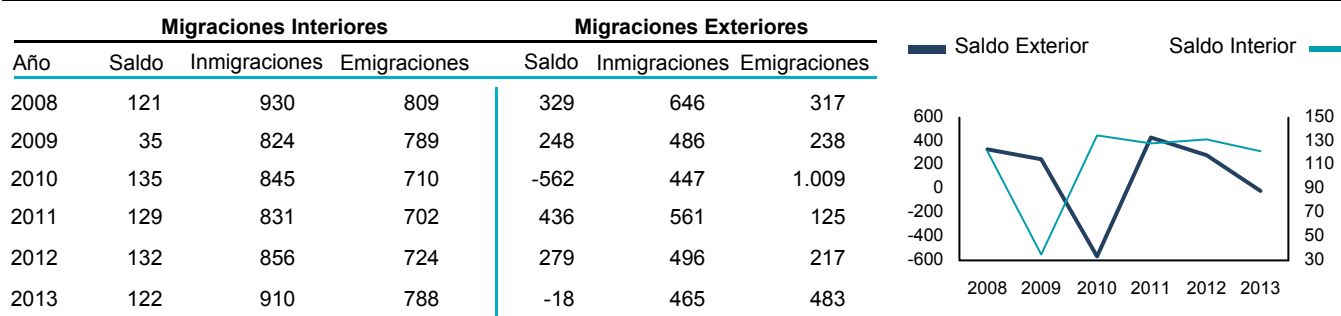 Migraciones Interiores Migraciones Exteriores
Año Saldo Inmigraciones Emigraciones Saldo Inmigraciones Emigraciones
2008 121 930 809 329 646 317
2009 35 824 789 248 486 238
2010 135 845 710 -562 447 1.009
2011 129 831 702 436 561 125
2012 132 856 724 279 496 217
2013 122 910 788 -18 465 483
Saldo Exterior Saldo Interior
600 150
400 130
200 110
0 90
-200 70
-400 50
-600 30
2008 2009 2010 2011 2012 2013